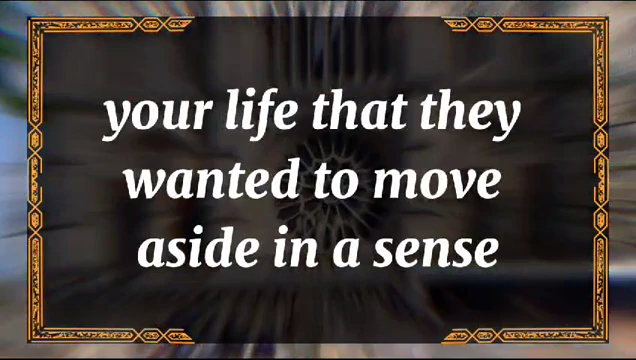 your life that they
wanted to move
aside in a sense